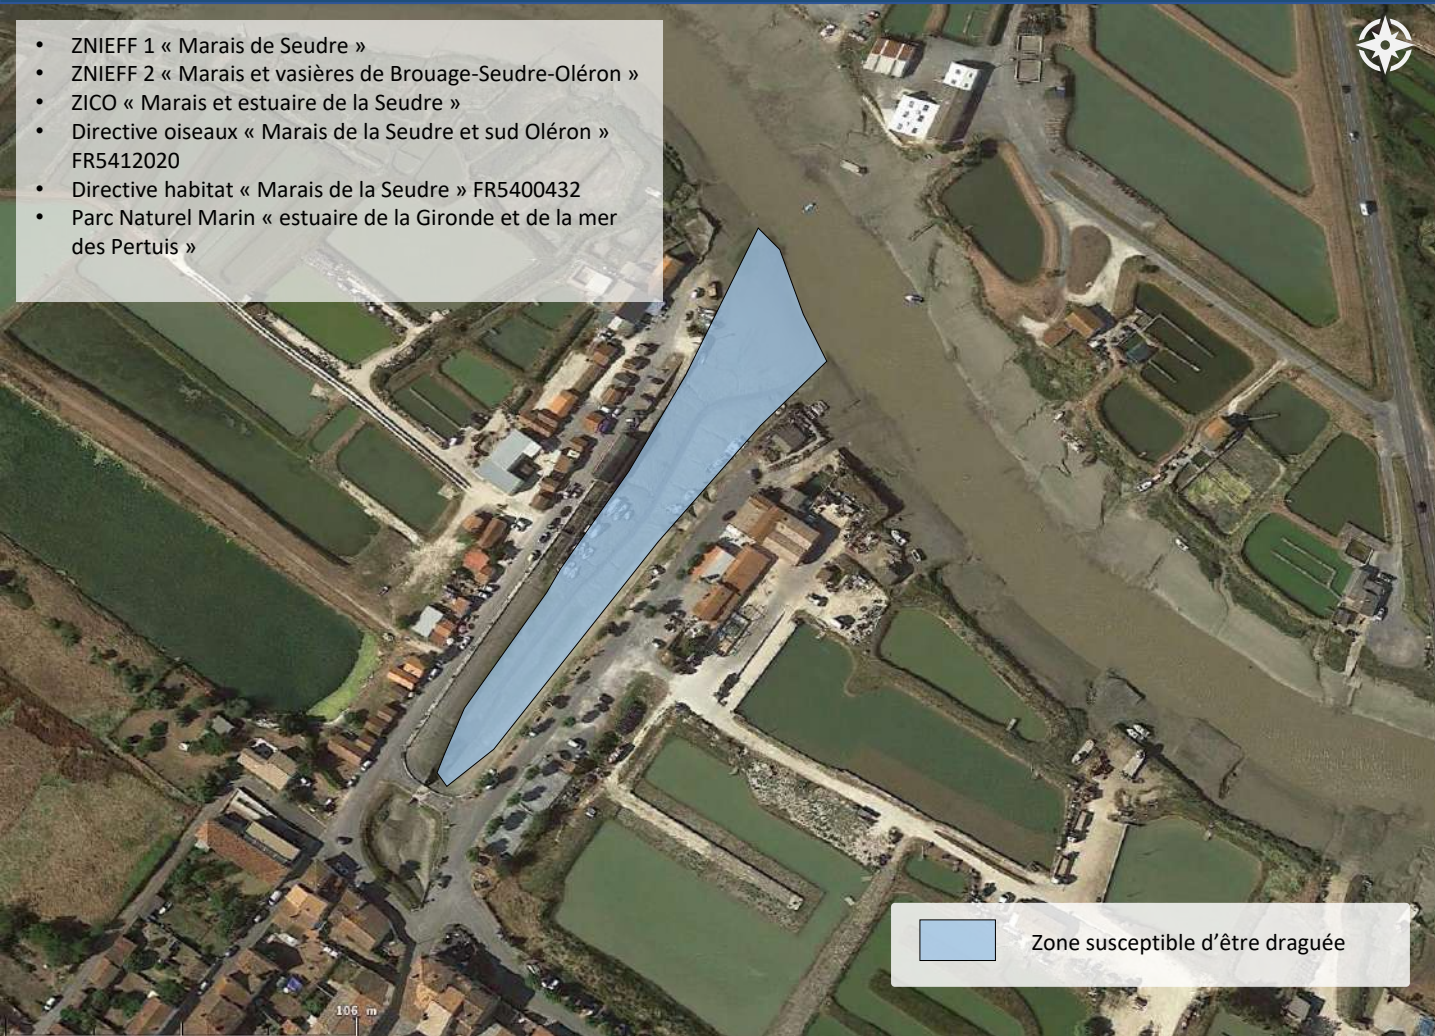 • ZNIEFF 1 « Marais de Seudre »
• ZNIEFF 2 « Marais et vasières de Brouage-Seudre-Oléron »
• ZICO « Marais et estuaire de la Seudre »
• Directive oiseaux « Marais de la Seudre et sud Oléron »
FR5412020
• Directive habitat « Marais de la Seudre » FR5400432
• Parc Naturel Marin « estuaire de la Gironde et de la mer
des Pertuis »
Zone susceptible d’être draguée
106 m